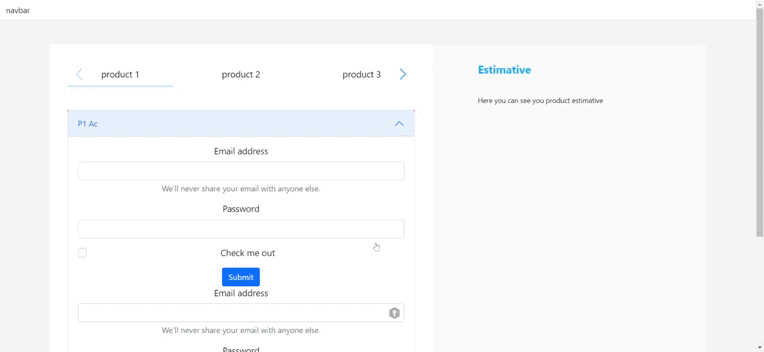 navbar
product 1 product 2 product 3
Estimative
Here you can see you product estimative
P1 Ac
Email address
We'll never share your email with anyone else.
Password
Check me out
Submit
Email address
We'll never share your email with anyone else.
Password